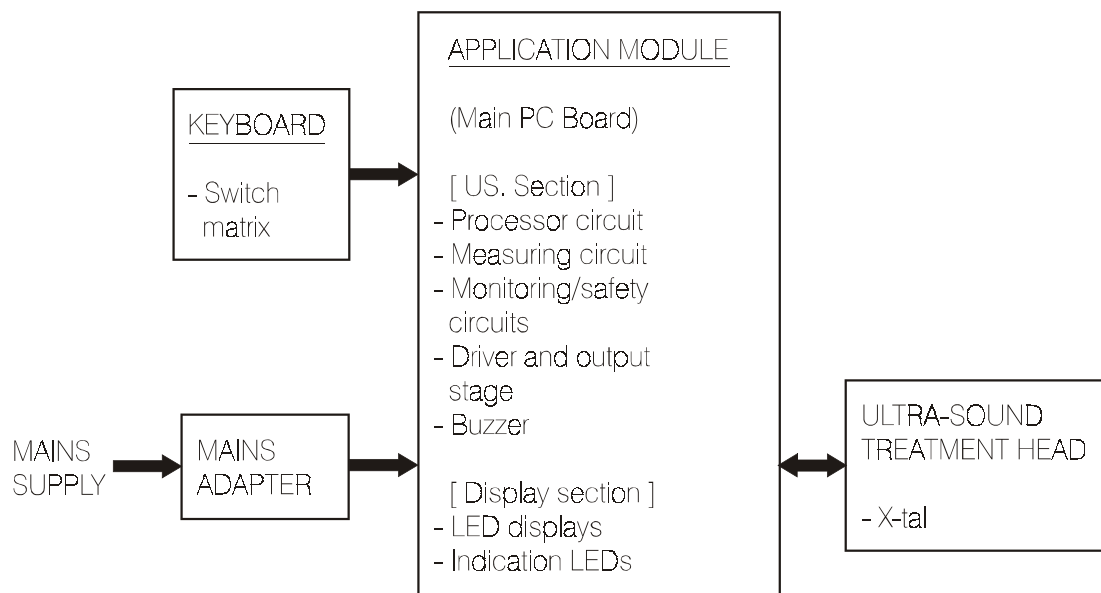 KEYBOARD
- Switch
matrix
MAINS
SUPPLY
MAINS
ADAPTER
APPLICATION MODULE
(Main PC Board)
[ US. Section ]
- Processor circuit
- Measuring circuit
- Monitoring/safety
circuits
- Driver and output
stage
- Buzzer
[ Display section ]
- LED displays
- Indication LEDs
ULTRA-SOUND
TREATMENT HEAD
- X-tal